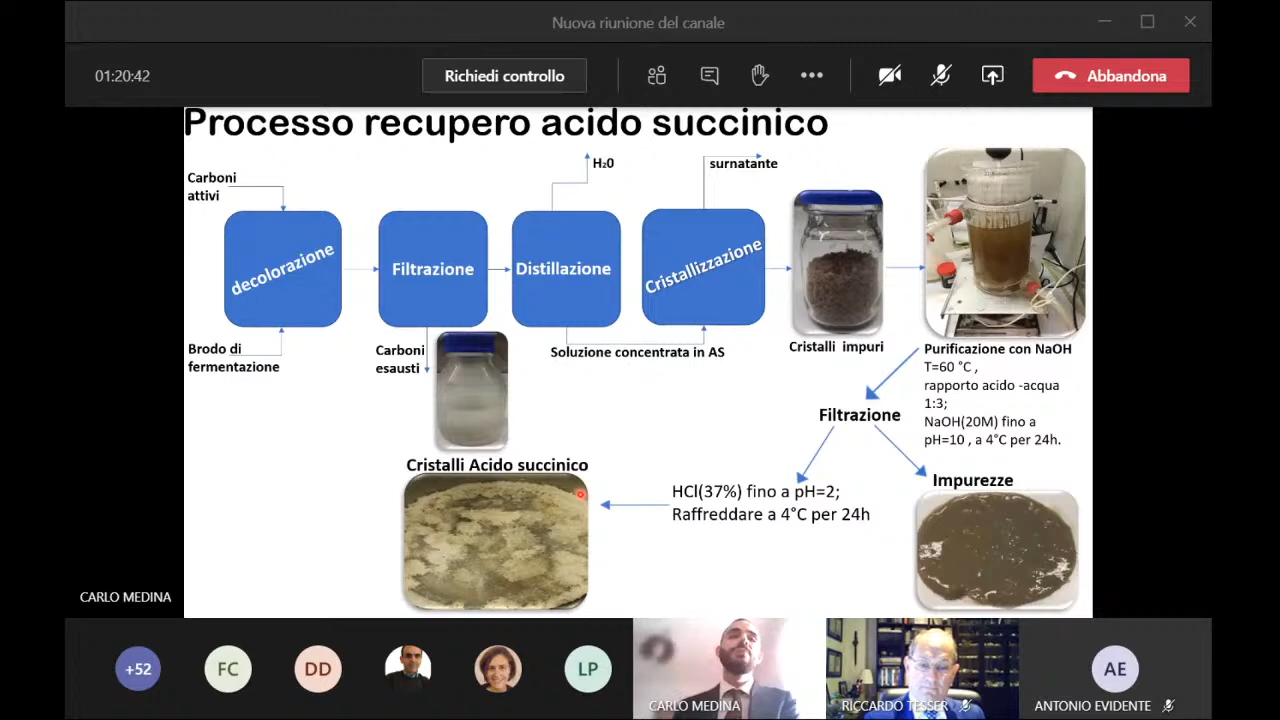 Nuova riunione del canale
01:20:42
Richiedi controllo
Abbandona
Processo recupero acido succinico
Carboni
attivi
H₂0
surnatante
decolorazione
Filtrazione
Distillazione
Cristallizzazione
Brodo di
fermentazione
Carboni
esausti
Soluzione concentrata in AS
Cristalli impuri
Purificazione con NaOH
T=60 °C ,
rapporto acido -acqua
1:3;
NaOH(20M) fino a
pH=10 , a 4°C per 24h.
Filtrazione
Cristalli Acido succinico
HCl(37%) fino a pH=2;
Raffreddare a 4°C per 24h
Impurezze
CARLO MEDINA
+52
FC
DD
LP
CARLO MEDINA
RICCARDO TESSER
AE
ANTONIO EVIDENTE